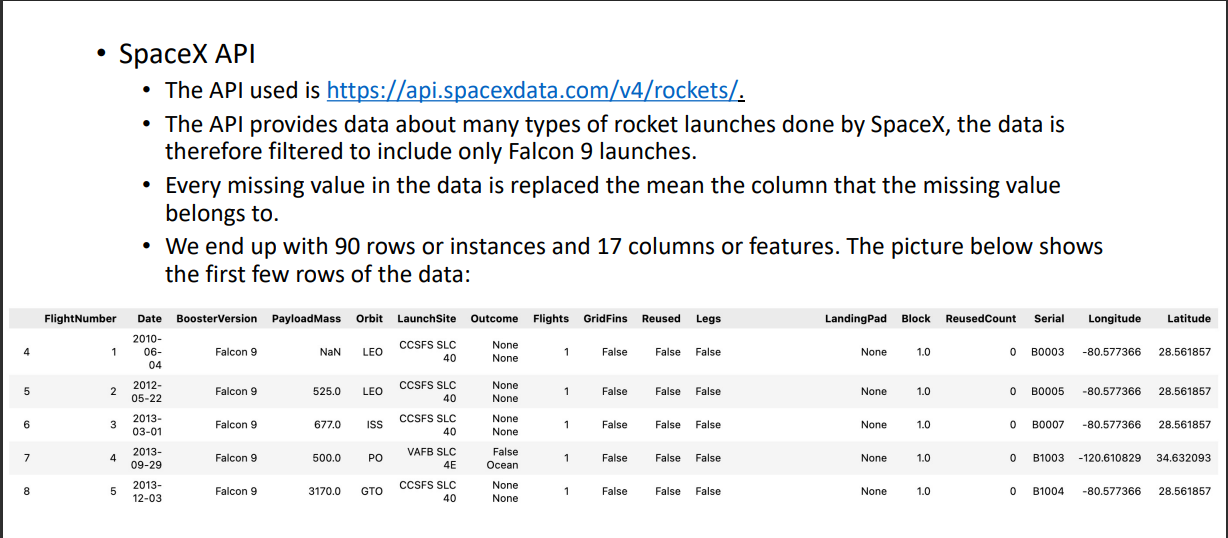 • SpaceX API
• The API used is https://api.spacexdata.com/v4/rockets/.
• The API provides data about many types of rocket launches done by SpaceX, the data is
therefore filtered to include only Falcon 9 launches.
• Every missing value in the data is replaced the mean the column that the missing value
belongs to.
• We end up with 90 rows or instances and 17 columns or features. The picture below shows
the first few rows of the data:
FlightNumber Date BoosterVersion PayloadMass Orbit LaunchSite Outcome Flights GridFins Reused Legs LandingPad Block ReusedCount Serial Longitude Latitude
4 1 2010-06-04 Falcon 9 NaN LEO CCSFS SLC 40 None None 1 False False False None 1.0 0 B0003 -80.577366 28.561857
5 2 2012-05-22 Falcon 9 525.0 LEO CCSFS SLC 40 None None 1 False False False None 1.0 0 B0005 -80.577366 28.561857
6 3 2013-03-01 Falcon 9 677.0 ISS CCSFS SLC 40 None None 1 False False False None 1.0 0 B0007 -80.577366 28.561857
7 4 2013-09-29 Falcon 9 500.0 PO VAFB SLC 4E False Ocean 1 False False False None 1.0 0 B1003 -120.610829 34.632093
8 5 2013-12-03 Falcon 9 3170.0 GTO CCSFS SLC 40 None None 1 False False False None 1.0 0 B1004 -80.577366 28.561857